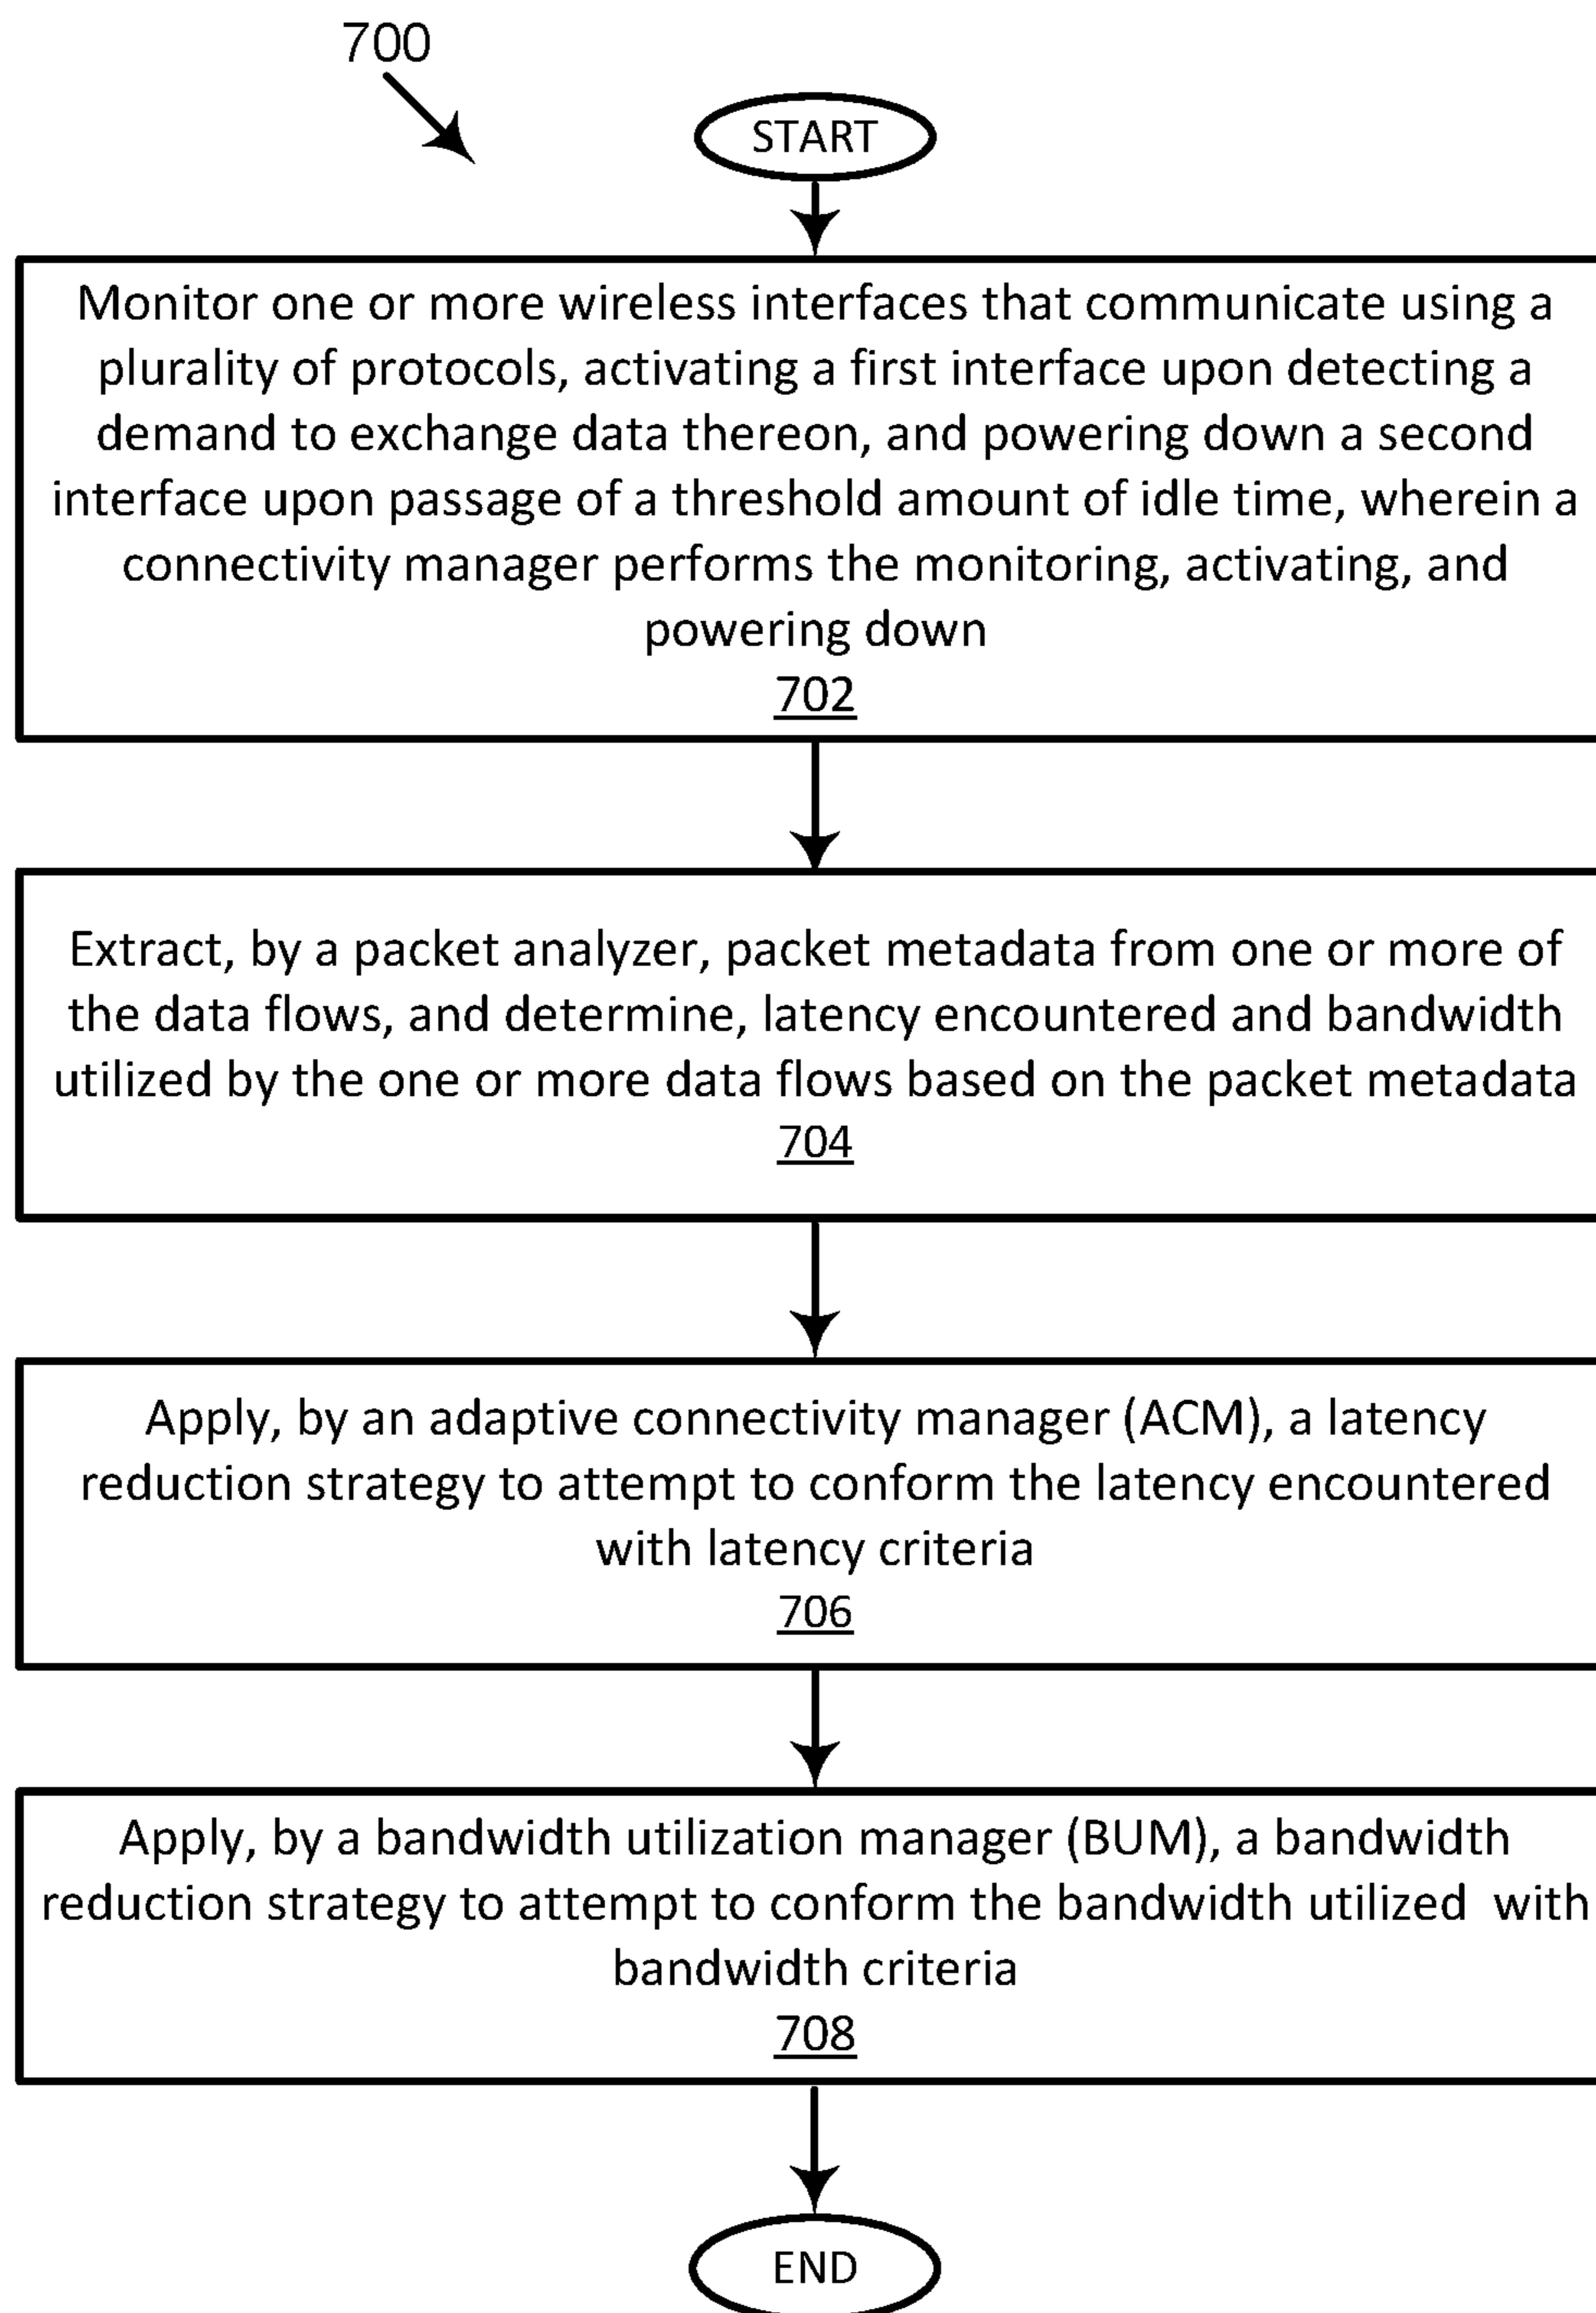 700
START
Monitor one or more wireless interfaces that communicate using a
plurality of protocols, activating a first interface upon detecting a
demand to exchange data thereon, and powering down a second
interface upon passage of a threshold amount of idle time, wherein a
connectivity manager performs the monitoring, activating, and
powering down
702
Extract, by a packet analyzer, packet metadata from one or more of
the data flows, and determine, latency encountered and bandwidth
utilized by the one or more data flows based on the packet metadata
704
Apply, by an adaptive connectivity manager (ACM), a latency
reduction strategy to attempt to conform the latency encountered
with latency criteria
706
Apply, by a bandwidth utilization manager (BUM), a bandwidth
reduction strategy to attempt to conform the bandwidth utilized with
bandwidth criteria
708
END